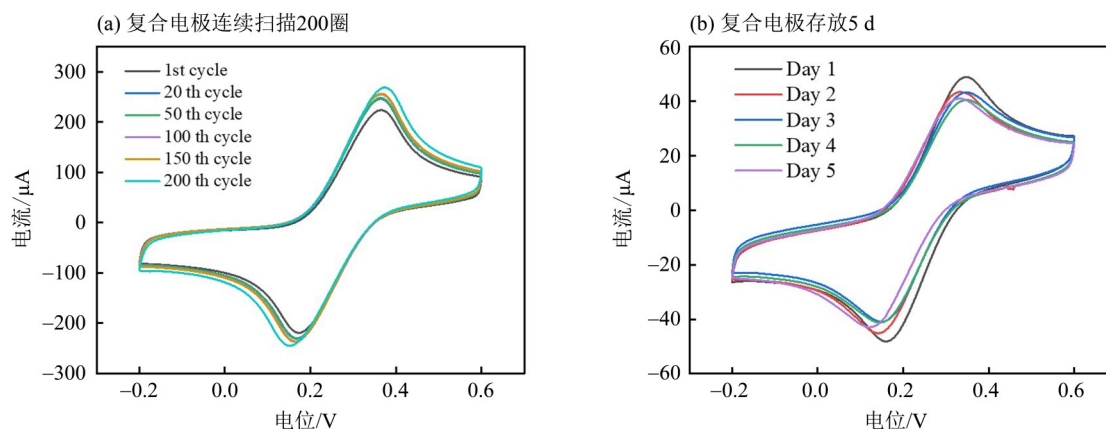 (a) 复合电极连续扫描200圈
300
200
100
0
−100
−200
−300
1st cycle
20 th cycle
50 th cycle
100 th cycle
150 th cycle
200 th cycle
电流/μA
−0.2
0.0
0.2
0.4
0.6
电位/V
(b) 复合电极存放5 d
60
40
20
0
−20
−40
−60
Day 1
Day 2
Day 3
Day 4
Day 5
电流/μA
−0.2
0.0
0.2
0.4
0.6
电位/V